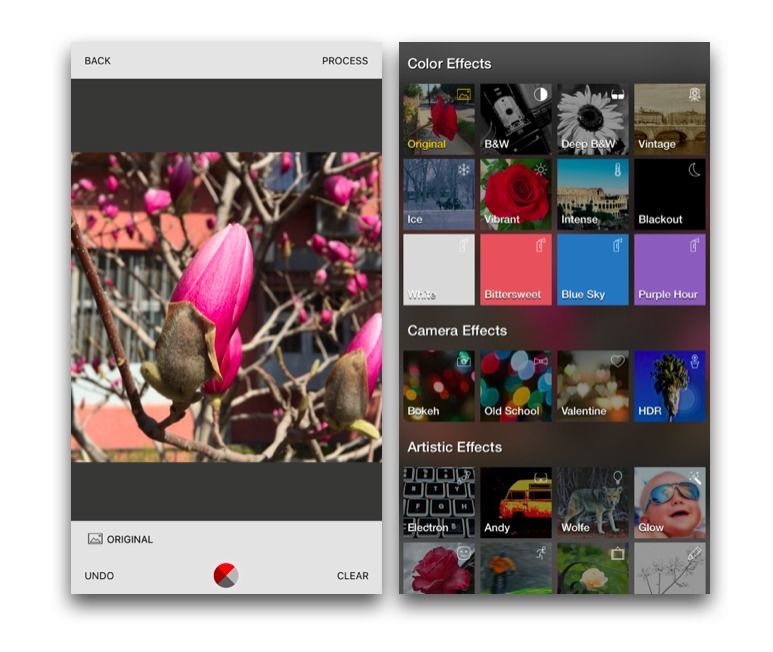 BACK
PROCESS
ORIGINAL
UNDO
CLEAR
Color Effects
Original
B&W
Deep B&W
Vintage
Ice
Vibrant
Intense
Blackout
White
Bittersweet
Blue Sky
Purple Hour
Camera Effects
Bokeh
Old School
Valentine
HDR
Artistic Effects
Electron
Andy
Wolfe
Glow